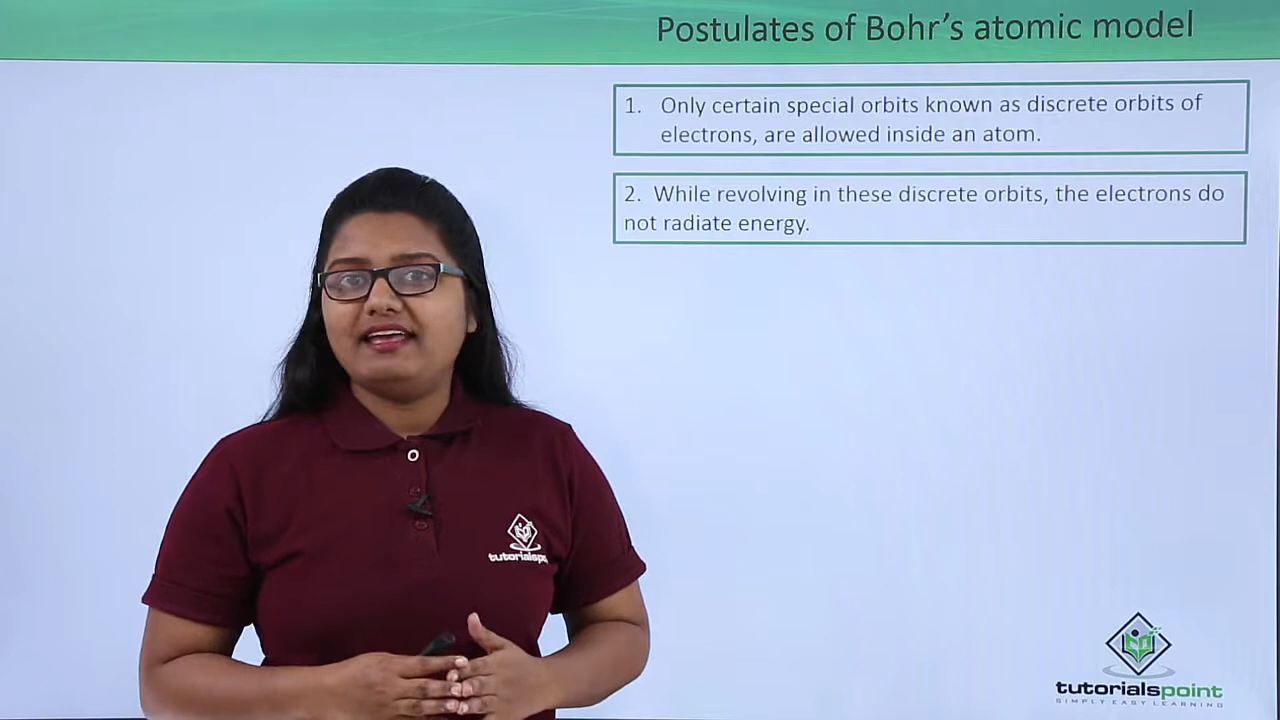 Postulates of Bohr's atomic model
1. Only certain special orbits known as discrete orbits of
electrons, are allowed inside an atom.
2. While revolving in these discrete orbits, the electrons do
not radiate energy.
tutorialspo
tutorialspoint
SIMPLY EASY LEARNING